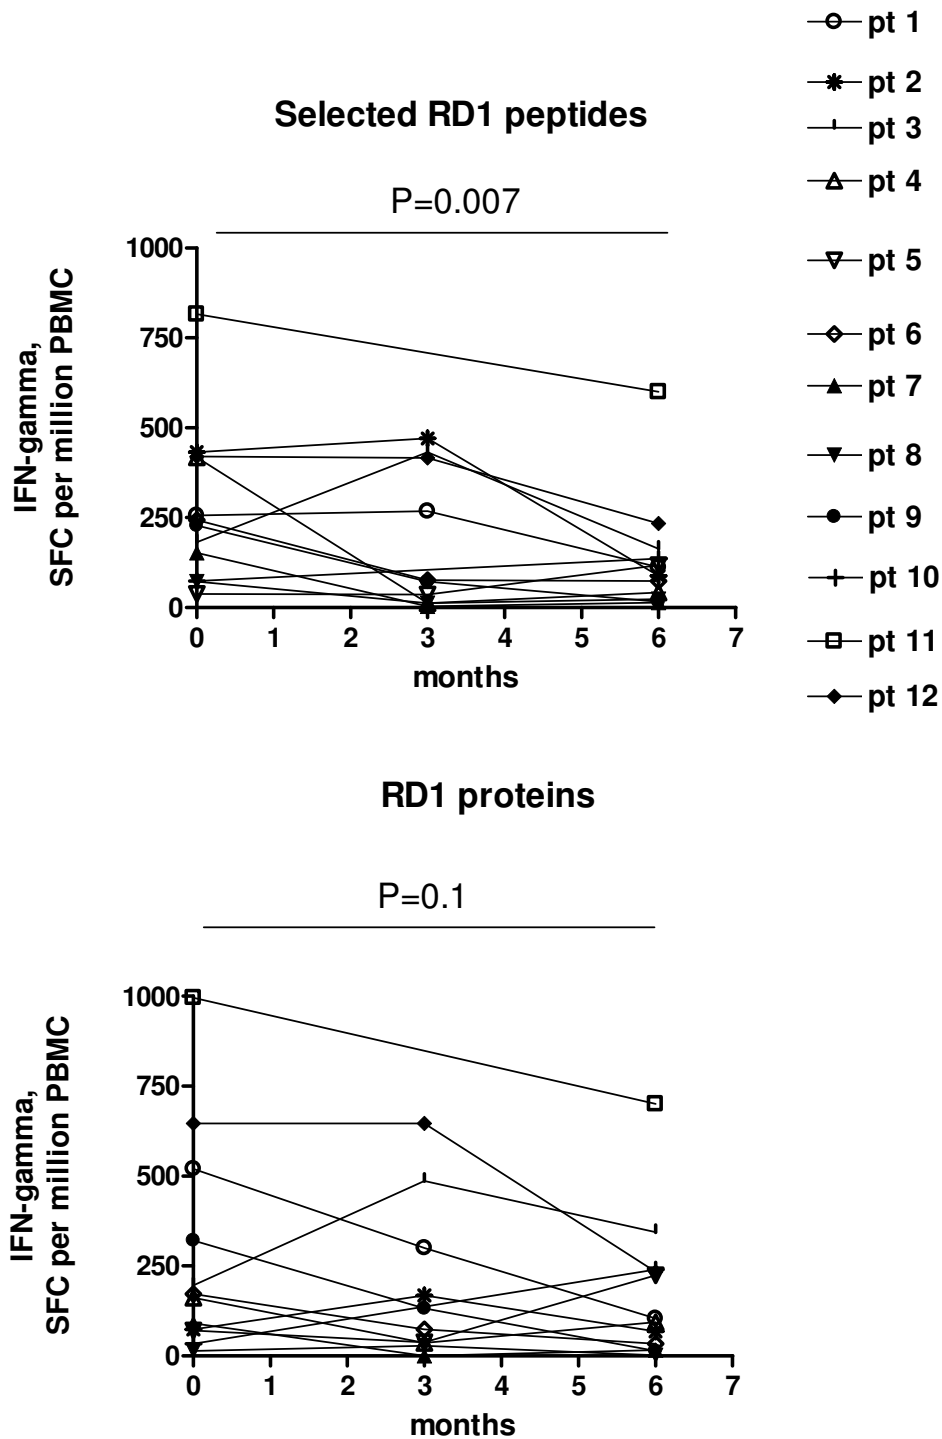 pt 1
pt 2
pt 3
pt 4
pt 5
pt 6
pt 7
pt 8
pt 9
pt 10
pt 11
pt 12
Selected RD1 peptides
P=0.007
IFN-gamma,
SFC per million PBMC
1000
750
500
250
0
0 1 2 3 4 5 6 7
months
RD1 proteins
P=0.1
IFN-gamma,
SFC per million PBMC
1000
750
500
250
0
0 1 2 3 4 5 6 7
months